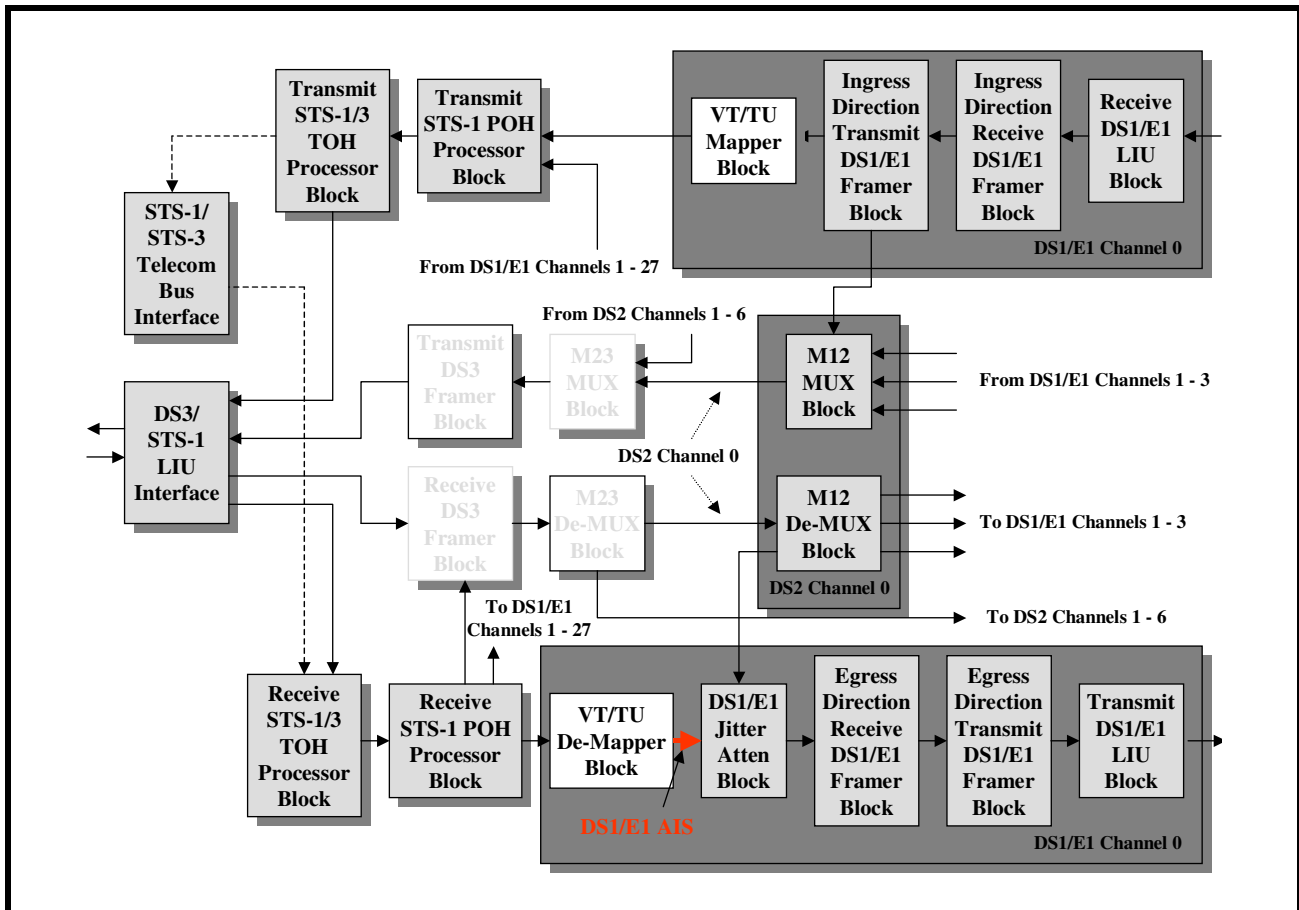 Transmit
STS-1/3
TOH
Processor
Block
Transmit
STS-1 POH
Processor
Block
VT/TU
Mapper
Block
Ingress
Direction
Transmit
DS1/E1
Framer
Block
Ingress
Direction
Receive
DS1/E1
Framer
Block
Receive
DS1/E1
LIU
Block
DS1/E1 Channel 0
STS-1/
STS-3
Telecom
Bus
Interface
From DS1/E1 Channels 1 - 27
From DS2 Channels 1 - 6
Transmit
DS3
Framer
Block
M23
MUX
Block
M12
MUX
Block
From DS1/E1 Channels 1 - 3
DS3/
STS-1
LIU
Interface
DS2 Channel 0
Receive
DS3
Framer
Block
M23
De-MUX
Block
M12
De-MUX
Block
To DS1/E1 Channels 1 - 3
DS2 Channel 0
To DS1/E1
Channels 1 - 27
To DS2 Channels 1 - 6
Receive
STS-1/3
TOH
Processor
Block
Receive
STS-1 POH
Processor
Block
VT/TU
De-Mapper
Block
DS1/E1
Jitter
Atten
Block
Egress
Direction
Receive
DS1/E1
Framer
Block
Egress
Direction
Transmit
DS1/E1
Framer
Block
Transmit
DS1/E1
LIU
Block
DS1/E1 AIS
DS1/E1 Channel 0